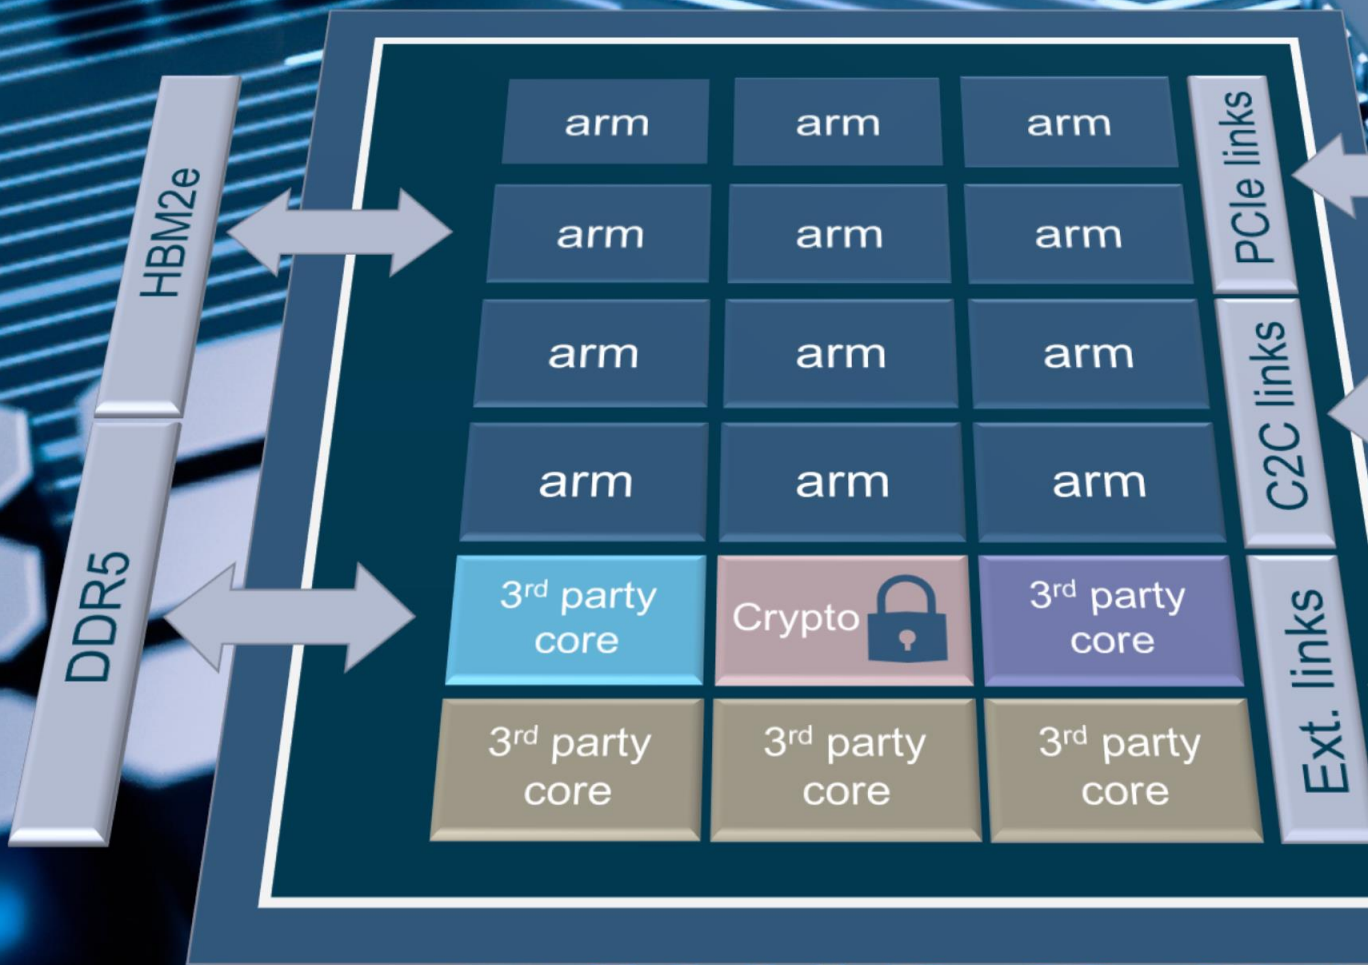 arm arm arm
PCIe links
HBM2e
arm arm arm
arm arm arm
C2C links
arm arm arm
DDR5
3rd party core
Crypto
3rd party core
Ext. links
3rd party core
3rd party core
3rd party core